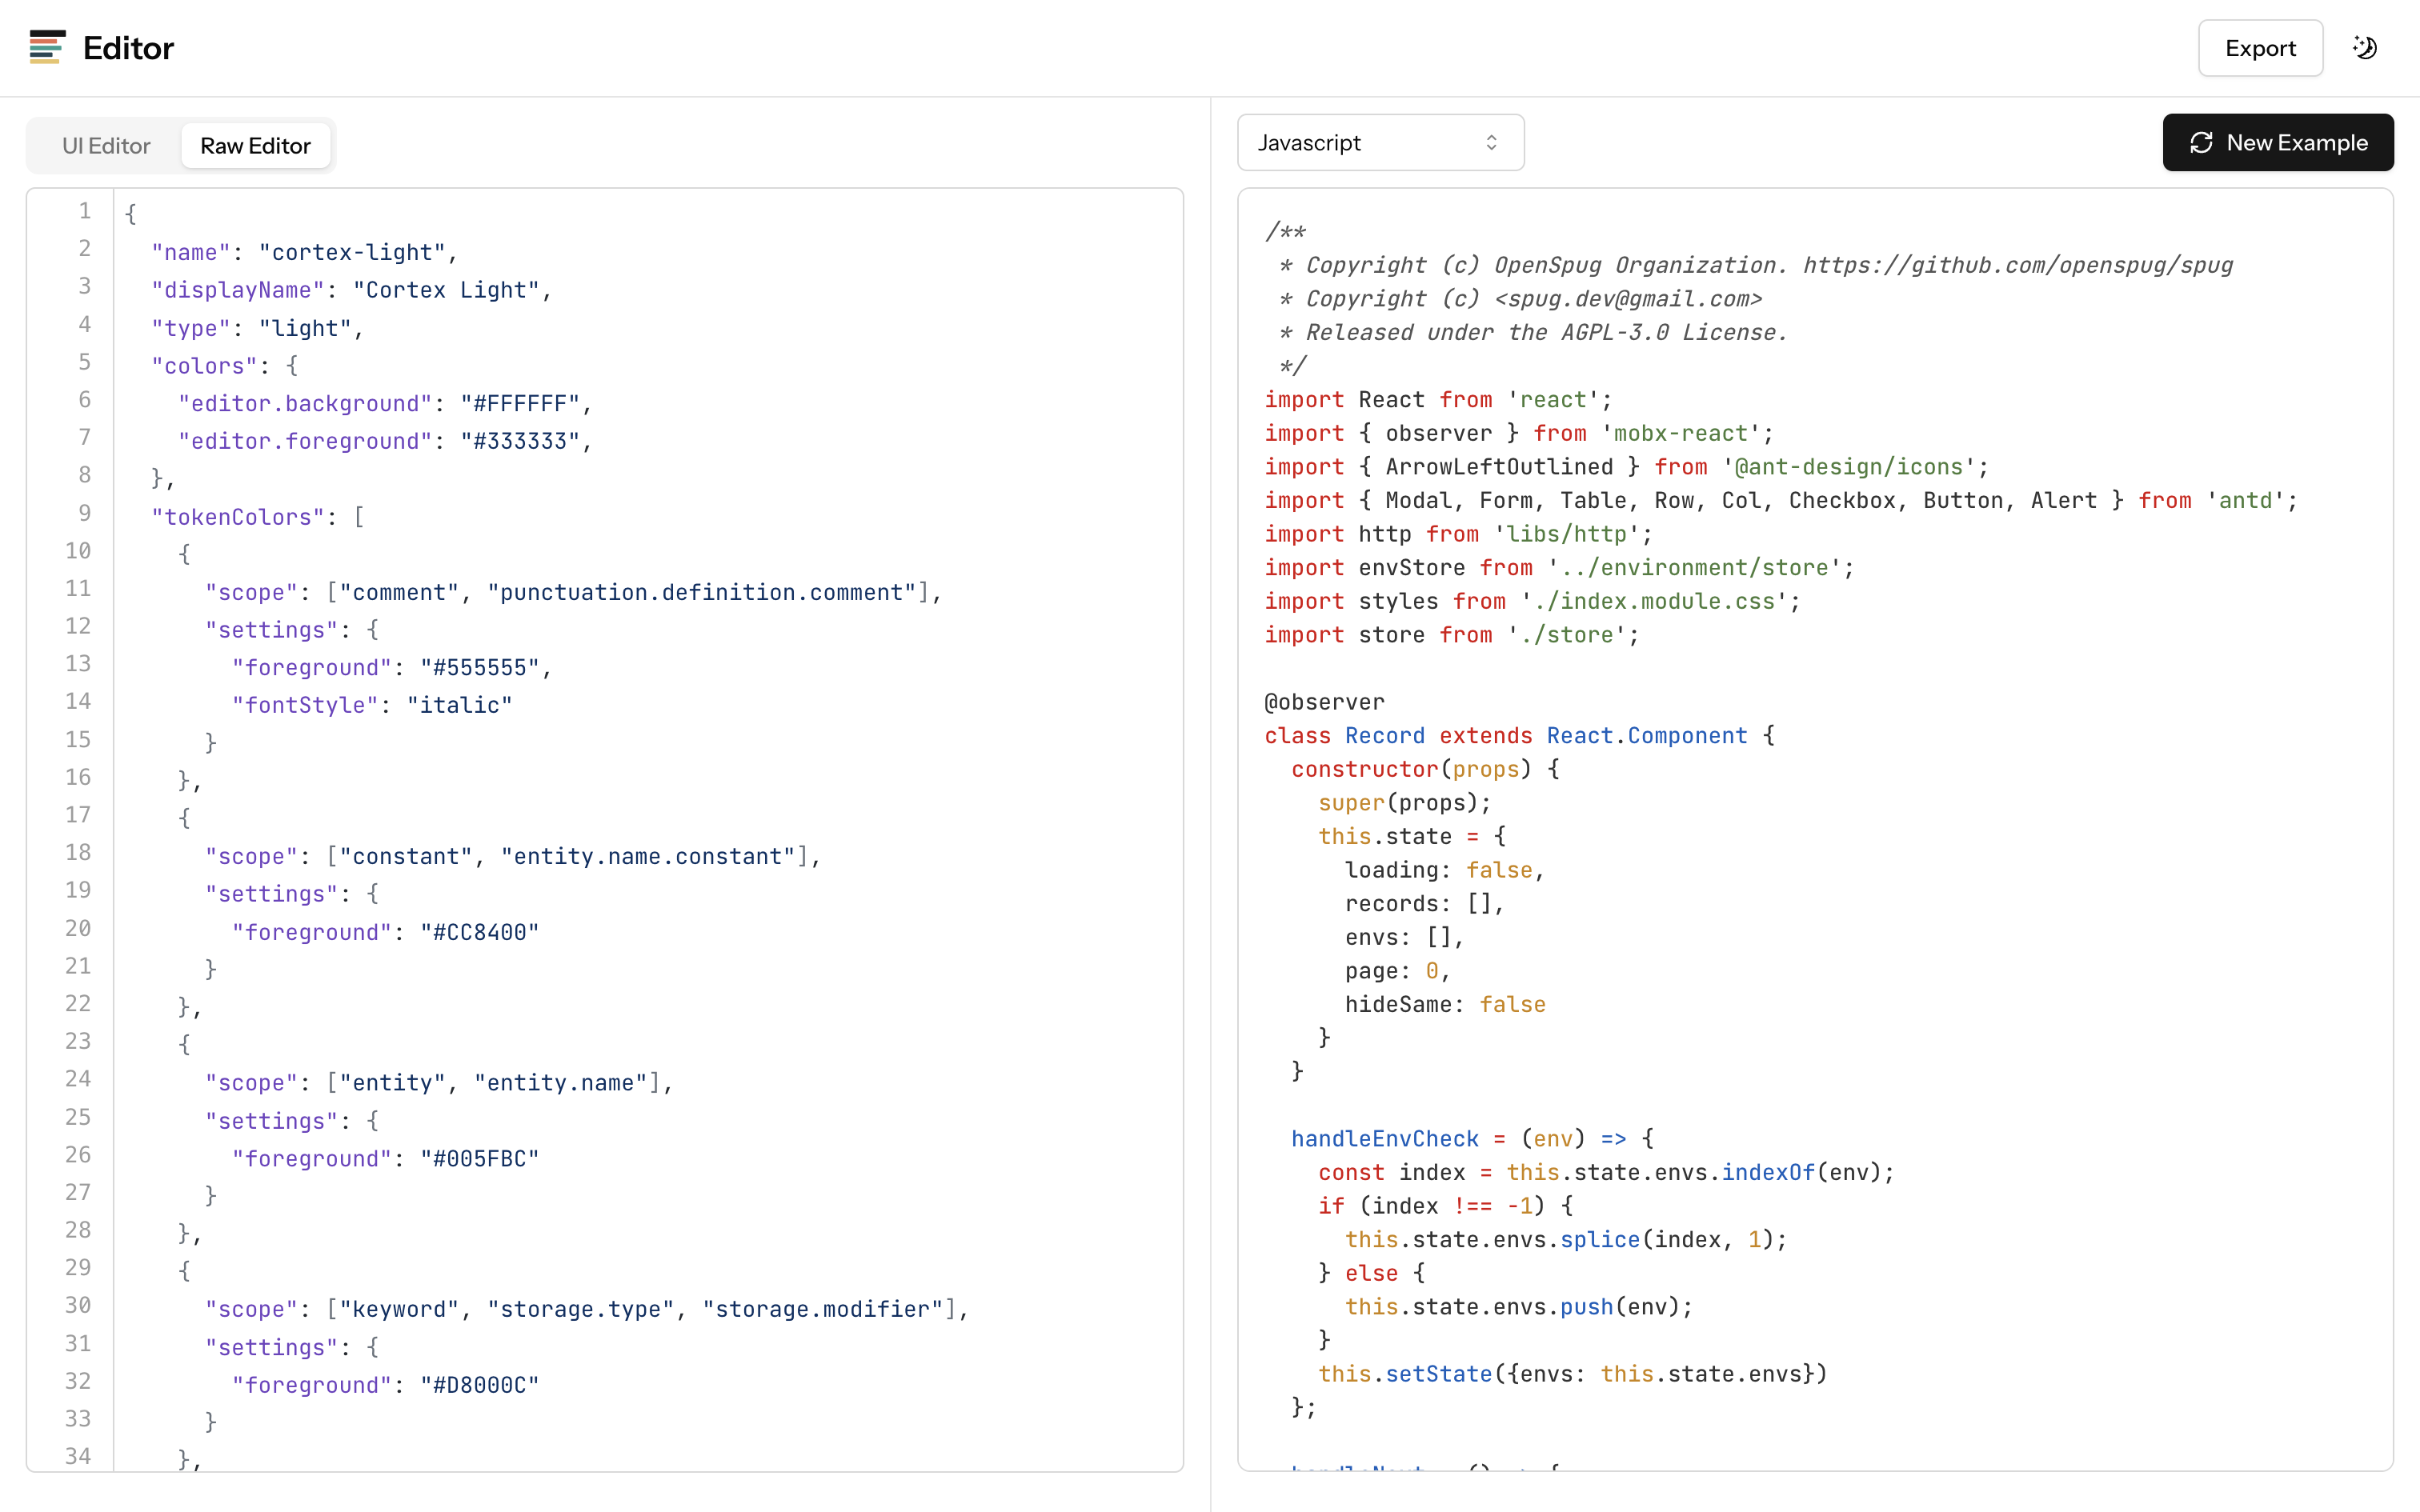 Editor
Export
UI Editor
Raw Editor
Javascript
New Example
1 {
2   "name": "cortex-light",
3   "displayName": "Cortex Light",
4   "type": "light",
5   "colors": {
6     "editor.background": "#FFFFFF",
7     "editor.foreground": "#333333",
8   },
9   "tokenColors": [
10     {
11       "scope": ["comment", "punctuation.definition.comment"],
12       "settings": {
13         "foreground": "#555555",
14         "fontStyle": "italic"
15       }
16     },
17     {
18       "scope": ["constant", "entity.name.constant"],
19       "settings": {
20         "foreground": "#CC8400"
21       }
22     },
23     {
24       "scope": ["entity", "entity.name"],
25       "settings": {
26         "foreground": "#005FBC"
27       }
28     },
29     {
30       "scope": ["keyword", "storage.type", "storage.modifier"],
31       "settings": {
32         "foreground": "#D8000C"
33       }
34     },
/**
 * Copyright (c) OpenSpug Organization. https://github.com/openspug/spug
 * Copyright (c) <spug.dev@gmail.com>
 * Released under the AGPL-3.0 License.
 */
import React from 'react';
import { observer } from 'mobx-react';
import { ArrowLeftOutlined } from '@ant-design/icons';
import { Modal, Form, Table, Row, Col, Checkbox, Button, Alert } from 'antd';
import http from 'libs/http';
import envStore from '../environment/store';
import styles from './index.module.css';
import store from './store';

@observer
class Record extends React.Component {
  constructor(props) {
    super(props);
    this.state = {
      loading: false,
      records: [],
      envs: [],
      page: 0,
      hideSame: false
    }
  }

  handleEnvCheck = (env) => {
    const index = this.state.envs.indexOf(env);
    if (index !== -1) {
      this.state.envs.splice(index, 1);
    } else {
      this.state.envs.push(env);
    }
    this.setState({envs: this.state.envs})
  };